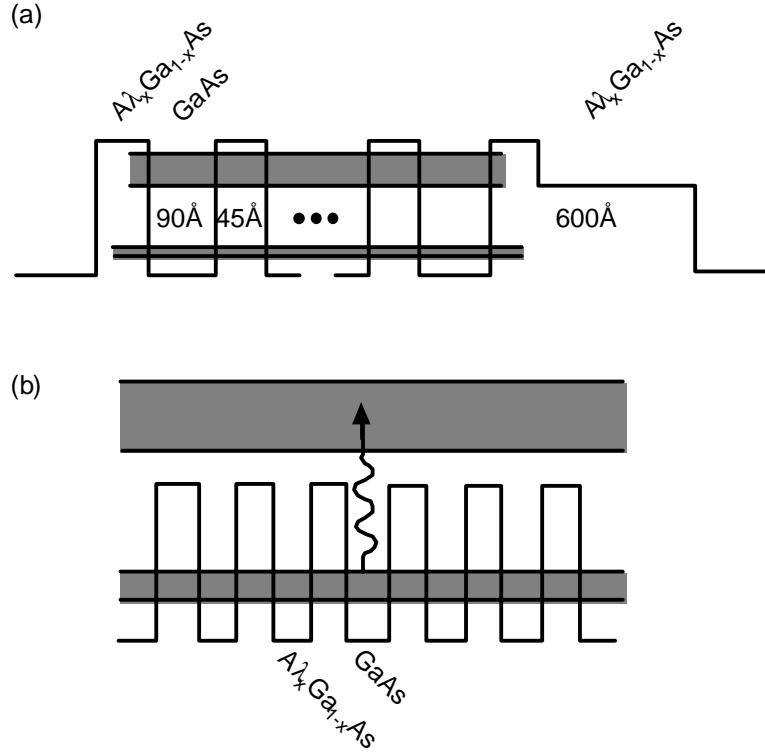 (a)
AλₓGa₁₋ₓAs
GaAs
AλₓGa₁₋ₓAs
90Å
45Å
•••
600Å
(b)
AλₓGa₁₋ₓAs
GaAs